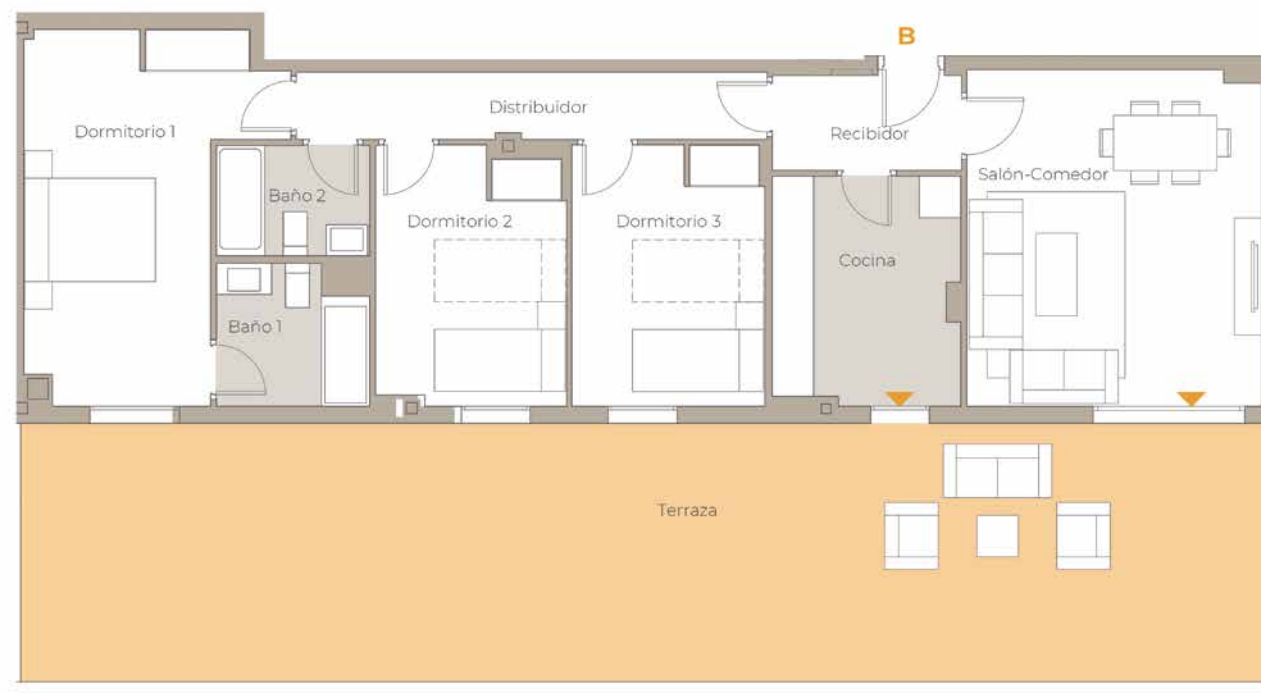 B
Distribuidor
Dormitorio 1
Recibidor
Salón-Comedor
Baño 2
Dormitorio 2
Dormitorio 3
Cocina
Baño 1
Terraza